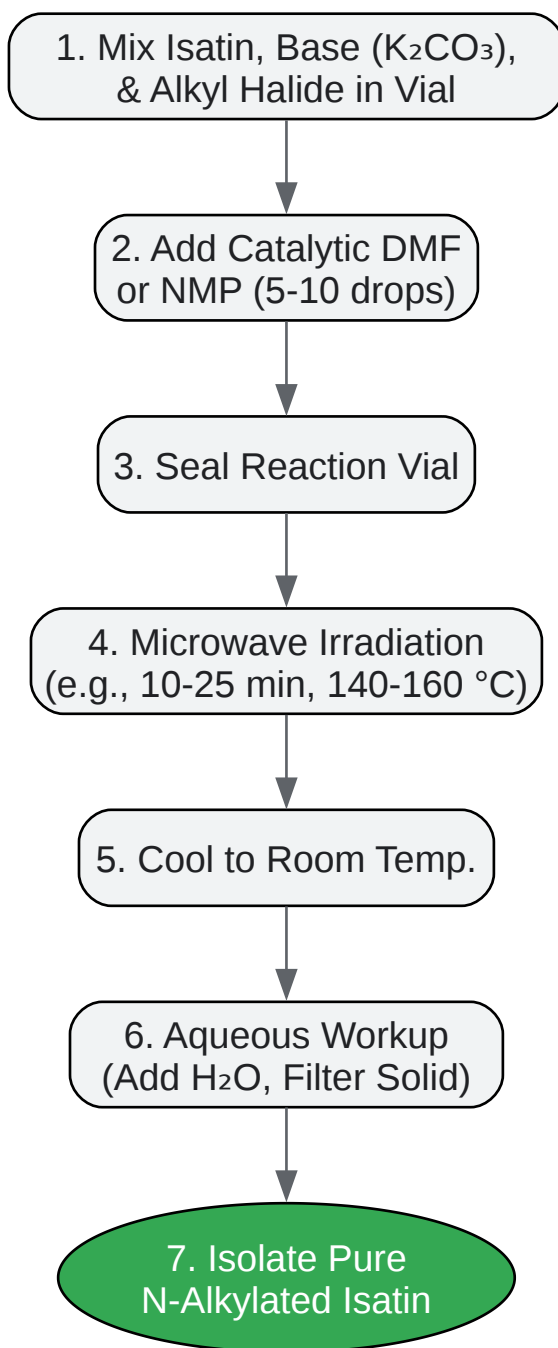 1. Mix Isatin, Base (K₂CO₃),
& Alkyl Halide in Vial
2. Add Catalytic DMF
or NMP (5-10 drops)
3. Seal Reaction Vial
4. Microwave Irradiation
(e.g., 10-25 min, 140-160 °C)
5. Cool to Room Temp.
6. Aqueous Workup
(Add H₂O, Filter Solid)
7. Isolate Pure
N-Alkylated Isatin